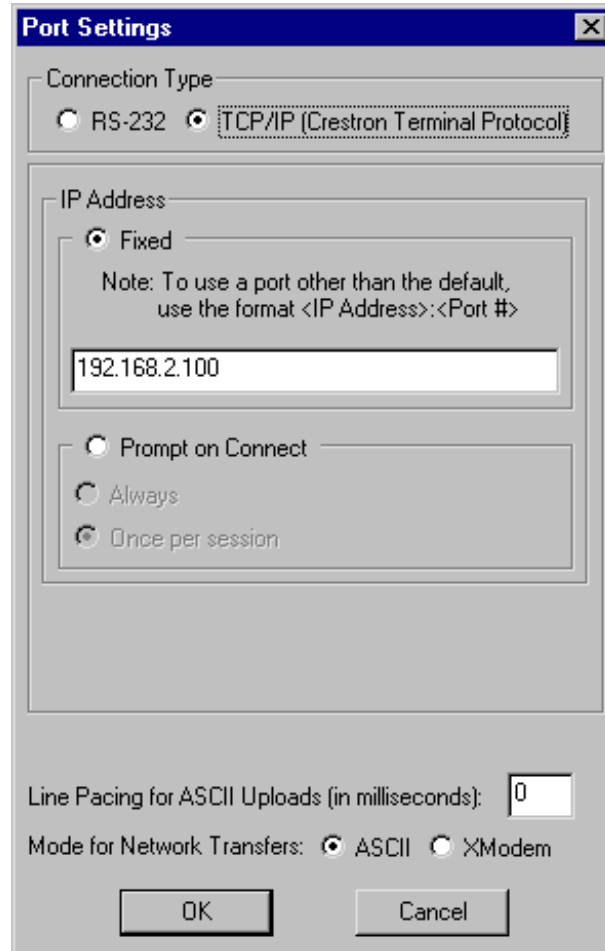 Port Settings
Connection Type
RS-232 TCP/IP (Crestron Terminal Protocol)
IP Address
Fixed
Note: To use a port other than the default,
use the format <IP Address>:<Port #>
192.168.2.100
Prompt on Connect
Always
Once per session
Line Pacing for ASCII Uploads (in milliseconds): 0
Mode for Network Transfers: ASCII XModem
OK Cancel